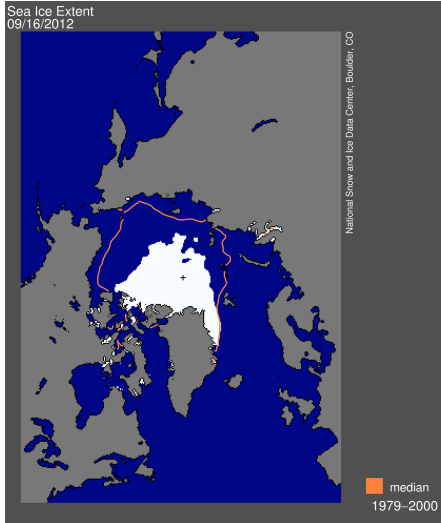 Sea Ice Extent
09/16/2012
National Snow and Ice Data Center, Boulder, CO
median
1979–2000